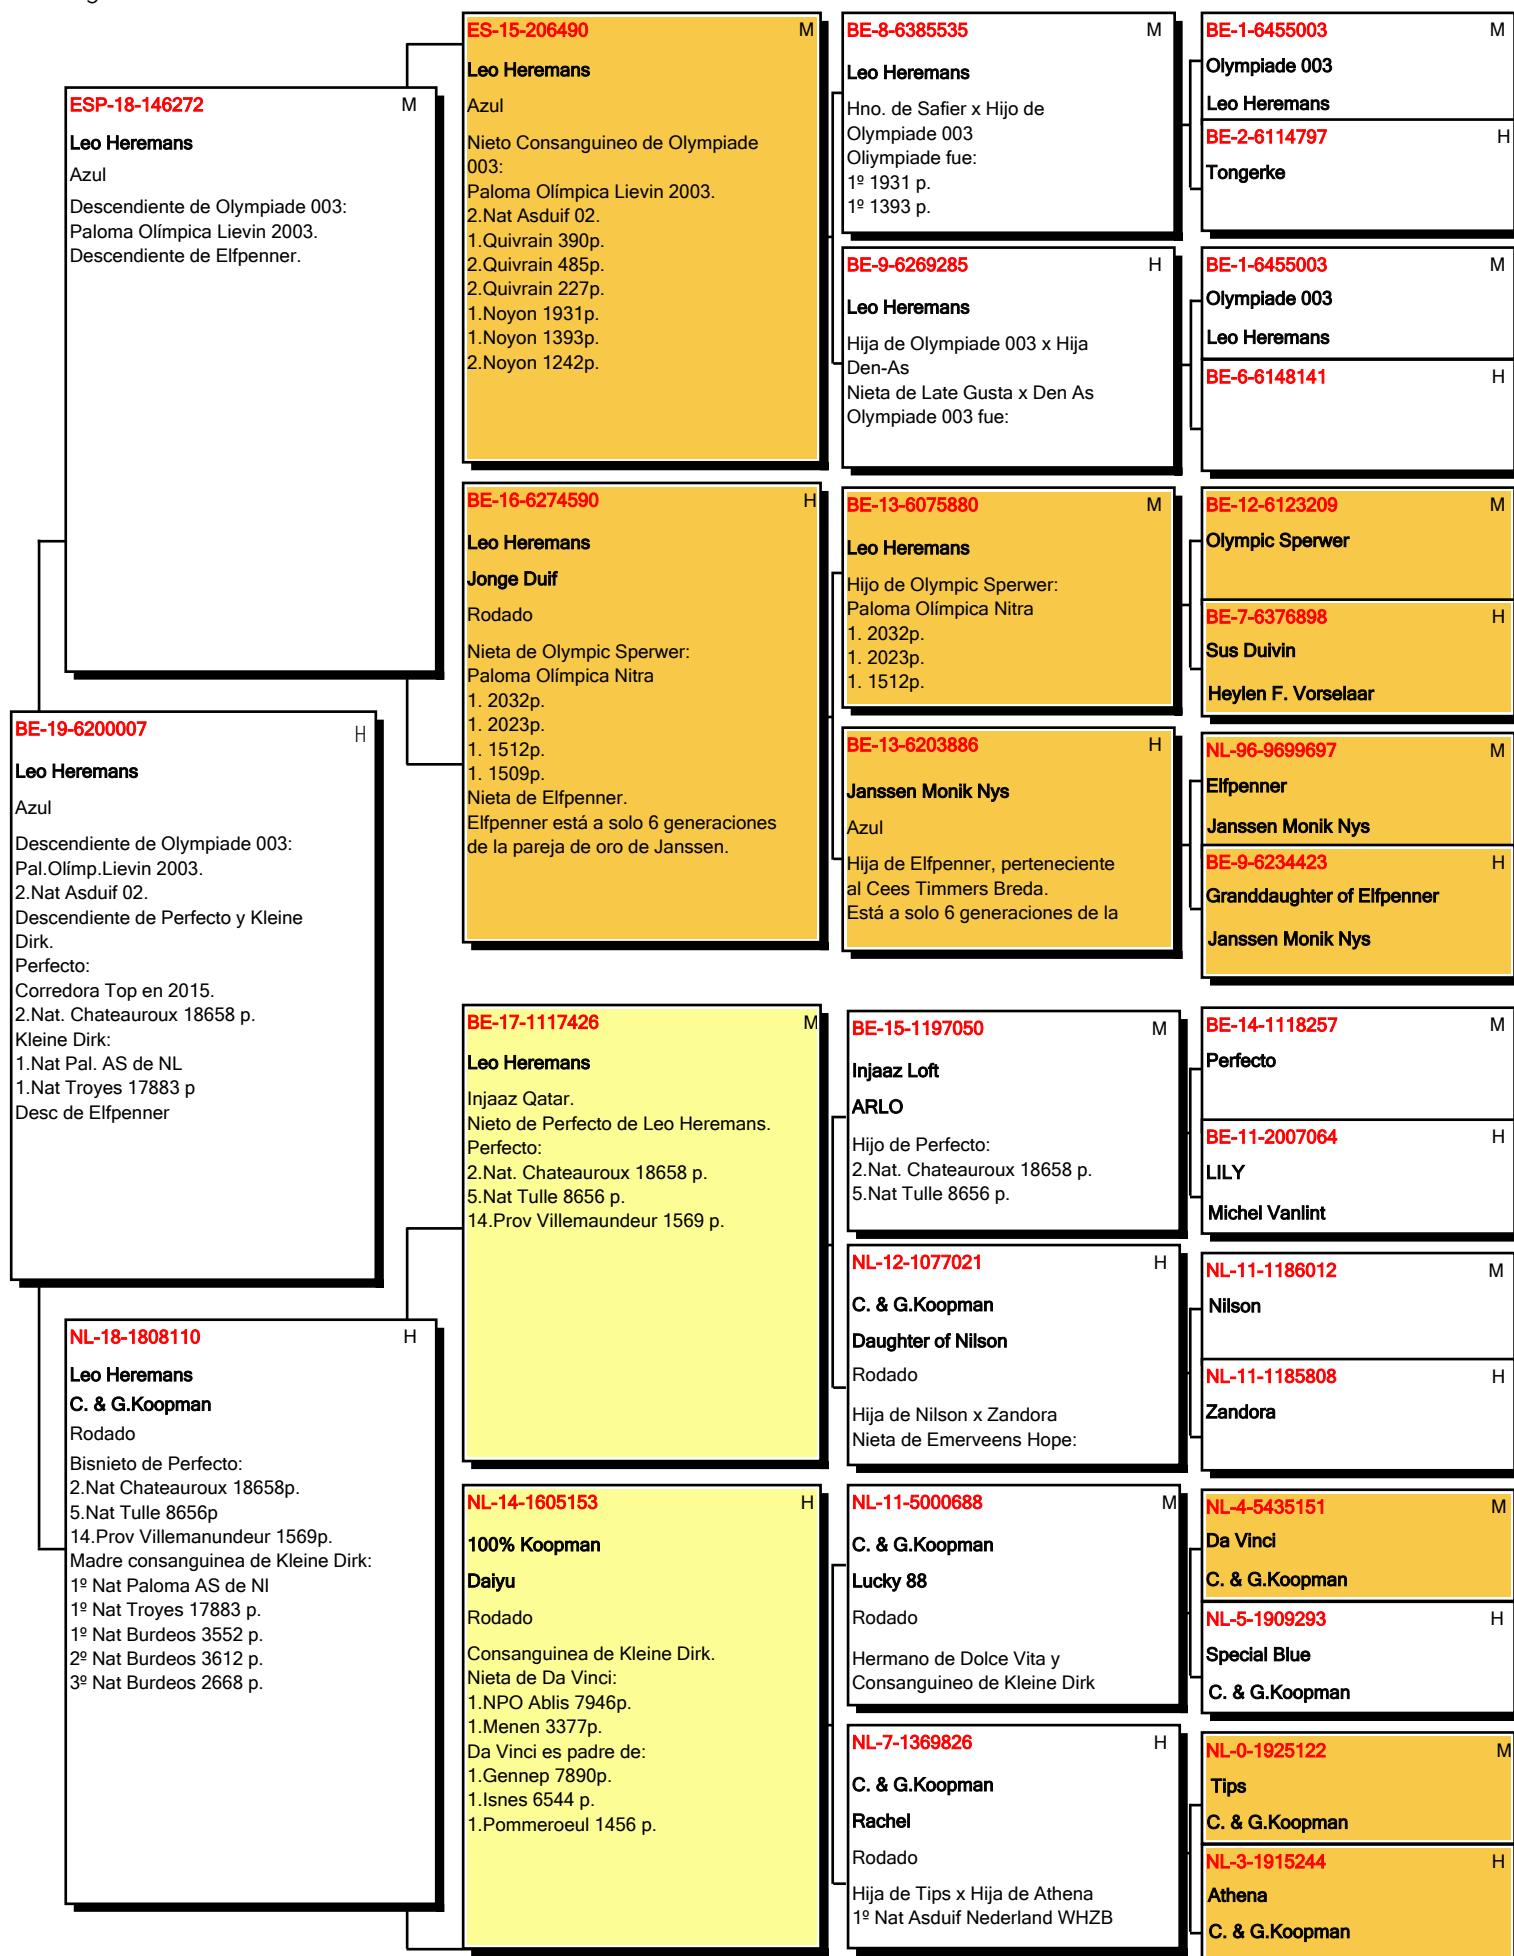 ESP-18-146272 M
Leo Heremans
Azul
Descendiente de Olympiade 003:
Paloma Olímpica Lievin 2003.
Descendiente de Elfpenner.
BE-19-6200007 H
Leo Heremans
Azul
Descendiente de Olympiade 003:
Pal.Olímp.Lievin 2003.
2.Nat Asduif 02.
Descendiente de Perfecto y Kleine
Dirk.
Perfecto:
Corredora Top en 2015.
2.Nat. Chateauroux 18658 p.
Kleine Dirk:
1.Nat Pal. AS de NL
1.Nat Troyes 17883 p
Desc de Elfpenner
NL-18-1808110 H
Leo Heremans
C. & G.Koopman
Rodado
Bisnieto de Perfecto:
2.Nat Chateauroux 18658p.
5.Nat Tulle 8656p
14.Prov Villemanundeur 1569p.
Madre consanguinea de Kleine Dirk:
1º Nat Paloma AS de Nl
1º Nat Troyes 17883 p.
1º Nat Burdeos 3552 p.
2º Nat Burdeos 3612 p.
3º Nat Burdeos 2668 p.
ES-15-206490 M
Leo Heremans
Azul
Nieto Consanguineo de Olympiade
003:
Paloma Olímpica Lievin 2003.
2.Nat Asduif 02.
1.Quivrain 390p.
2.Quivrain 485p.
2.Quivrain 227p.
1.Noyon 1931p.
1.Noyon 1393p.
2.Noyon 1242p.
BE-16-6274590 H
Leo Heremans
Jonge Duif
Rodado
Nieta de Olympic Sperwer:
Paloma Olímpica Nitra
1. 2032p.
1. 2023p.
1. 1512p.
1. 1509p.
Nieta de Elfpenner.
Elfpenner está a solo 6 generaciones
de la pareja de oro de Janssen.
BE-17-1117426 M
Leo Heremans
Injaaz Qatar.
Nieto de Perfecto de Leo Heremans.
Perfecto:
2.Nat. Chateauroux 18658 p.
5.Nat Tulle 8656 p.
14.Prov Villemaundeur 1569 p.
NL-14-1605153 H
100% Koopman
Daiyu
Rodado
Consanguinea de Kleine Dirk.
Nieta de Da Vinci:
1.NPO Ablis 7946p.
1.Menen 3377p.
Da Vinci es padre de:
1.Gennep 7890p.
1.Isnes 6544 p.
1.Pommeroeul 1456 p.
BE-8-6385535 M
Leo Heremans
Hno. de Safier x Hijo de
Olympiade 003
Oliympiade fue:
1º 1931 p.
1º 1393 p.
BE-9-6269285 H
Leo Heremans
Hija de Olympiade 003 x Hija
Den-As
Nieta de Late Gusta x Den As
Olympiade 003 fue:
BE-13-6075880 M
Leo Heremans
Hijo de Olympic Sperwer:
Paloma Olímpica Nitra
1. 2032p.
1. 2023p.
1. 1512p.
BE-13-6203886 H
Janssen Monik Nys
Azul
Hija de Elfpenner, perteneciente
al Cees Timmers Breda.
Está a solo 6 generaciones de la
BE-15-1197050 M
Injaaz Loft
ARLO
Hijo de Perfecto:
2.Nat. Chateauroux 18658 p.
5.Nat Tulle 8656 p.
NL-12-1077021 H
C. & G.Koopman
Daughter of Nilson
Rodado
Hija de Nilson x Zandora
Nieta de Emerveens Hope:
NL-11-5000688 M
C. & G.Koopman
Lucky 88
Rodado
Hermano de Dolce Vita y
Consanguineo de Kleine Dirk
NL-7-1369826 H
C. & G.Koopman
Rachel
Rodado
Hija de Tips x Hija de Athena
1º Nat Asduif Nederland WHZB
BE-1-6455003 M
Olympiade 003
Leo Heremans
BE-2-6114797 H
Tongerke
BE-1-6455003 M
Olympiade 003
Leo Heremans
BE-6-6148141 H
BE-12-6123209 M
Olympic Sperwer
BE-7-6376898 H
Sus Duivin
Heylen F. Vorselaar
NL-96-9699697 M
Elfpenner
Janssen Monik Nys
BE-9-6234423 H
Granddaughter of Elfpenner
Janssen Monik Nys
BE-14-1118257 M
Perfecto
BE-11-2007064 H
LILY
Michel Vanlint
NL-11-1186012 M
Nilson
NL-11-1185808 H
Zandora
NL-4-5435151 M
Da Vinci
C. & G.Koopman
NL-5-1909293 H
Special Blue
C. & G.Koopman
NL-0-1925122 M
Tips
C. & G.Koopman
NL-3-1915244 H
Athena
C. & G.Koopman